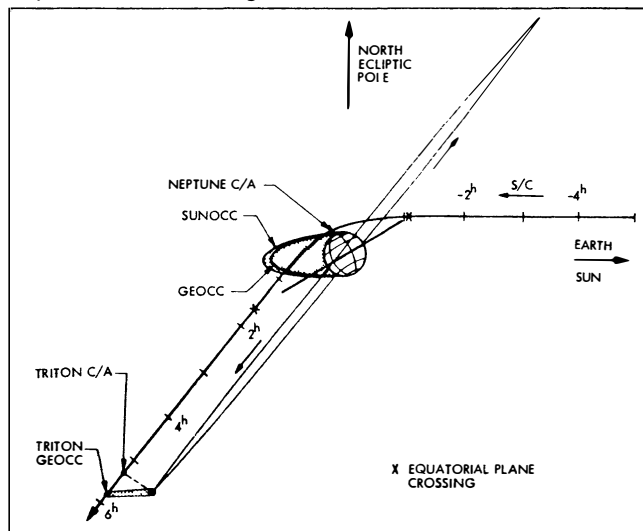 NORTH
ECLIPTIC
POLE
NEPTUNE C/A
SUNOCC
-2ʰ
S/C
-4ʰ
EARTH
SUN
GEOCC
2ʰ
TRITON C/A
4ʰ
TRITON
GEOCC
6ʰ
X EQUATORIAL PLANE
CROSSING